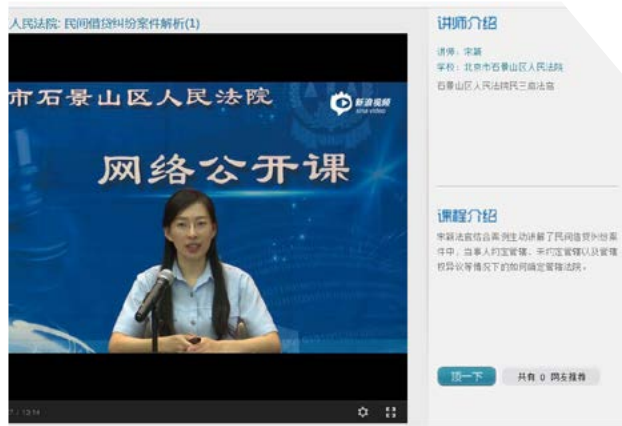 人民法院: 民间借贷纠纷案件解析(1)
市石景山区人民法院
新浪视频
sina video
网络公开课
/ 13:14
讲师介绍
讲师：宋颖
学校：北京市石景山区人民法院
石景山区人民法院民三庭法官
课程介绍
宋颖法官结合案例生动讲解了民间借贷纠纷案
件中，当事人约定管辖、未约定管辖以及管辖
权异议等情况下的如何确定管辖法院。
顶一下
共有 0 网友推荐